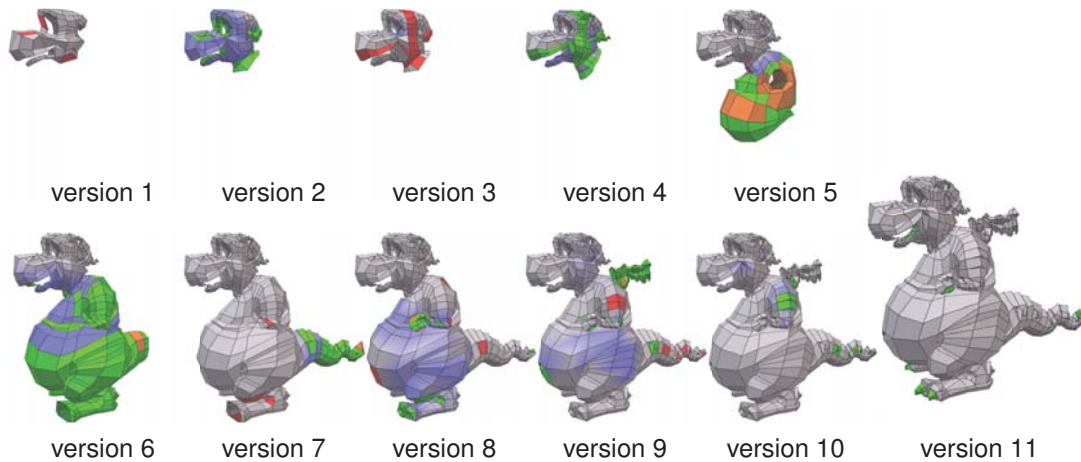 version 1
version 2
version 3
version 4
version 5
version 6
version 7
version 8
version 9
version 10
version 11